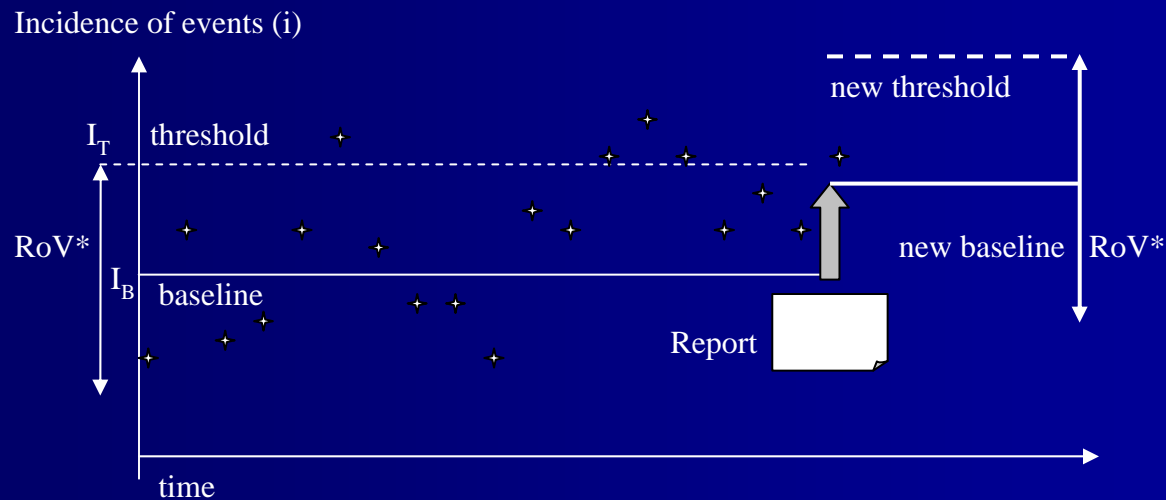 Incidence of events (i)
new threshold
I_T threshold
RoV*
new baseline RoV*
I_B
baseline
Report
time